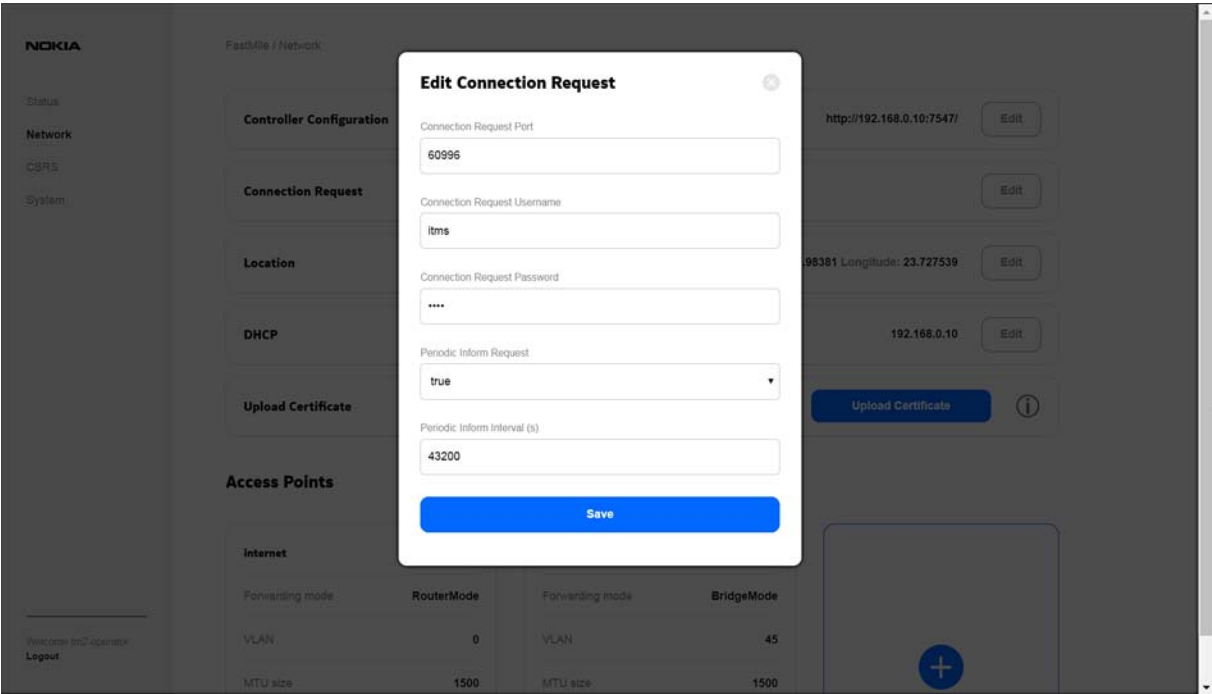 NOKIA
FastMile / Network
Status
Network
CBRS
System
Controller Configuration
http://192.168.0.10:7547/
Edit
Connection Request
Edit
Location
.98381 Longitude: 23.727539
Edit
DHCP
192.168.0.10
Edit
Upload Certificate
Upload Certificate
Edit Connection Request
Connection Request Port
60996
Connection Request Username
itms
Connection Request Password
••••
Periodic Inform Request
true
Periodic Inform Interval (s)
43200
Save
Access Points
internet
Forwarding mode RouterMode
VLAN 0
MTU size 1500
Forwarding mode BridgeMode
VLAN 45
MTU size 1500
Welcome
Logout